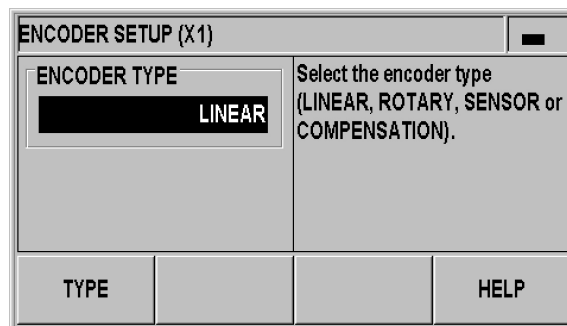 ENCODER SETUP (X1)
ENCODER TYPE
LINEAR
Select the encoder type
(LINEAR, ROTARY, SENSOR or
COMPENSATION).
TYPE
HELP